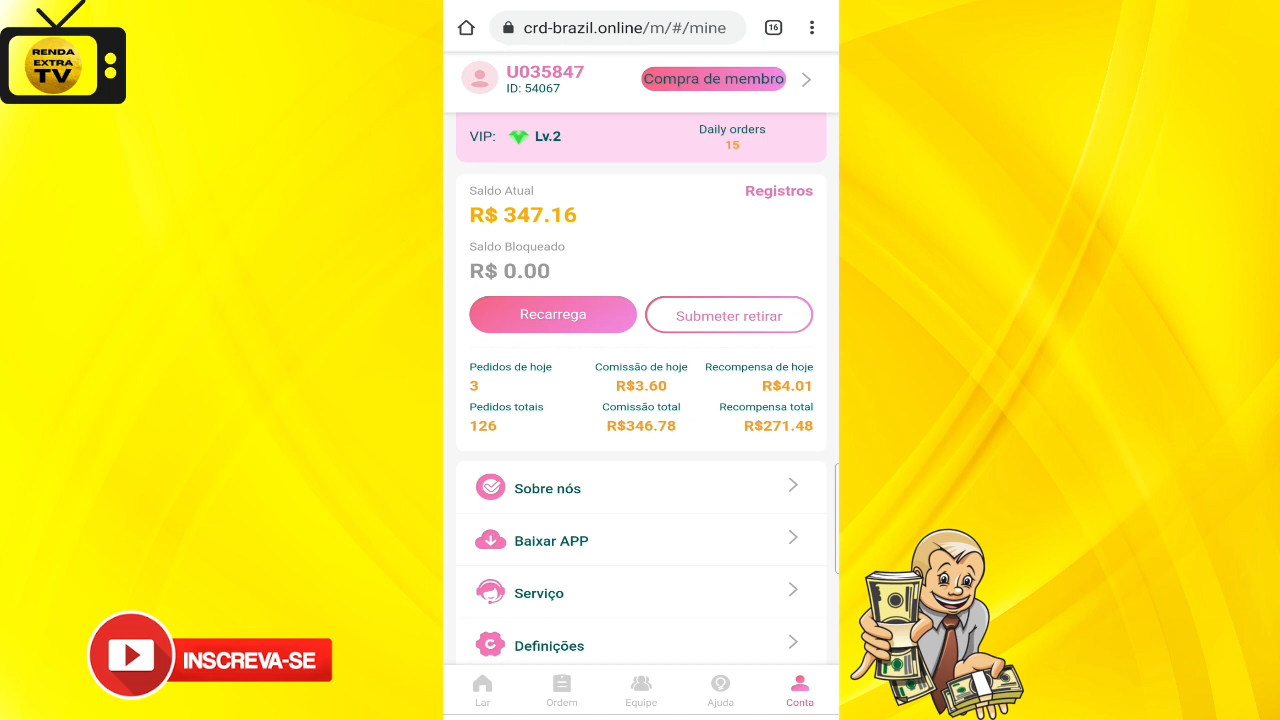 RENDA
EXTRA
TV
crd-brazil.online/m/#/mine
16
U035847
ID: 54067
Compra de membro
VIP: Lv.2
Daily orders
15
Saldo Atual
Registros
R$ 347.16
Saldo Bloqueado
R$ 0.00
Recarrega
Submeter retirar
Pedidos de hoje Comissão de hoje Recompensa de hoje
3 R$3.60 R$4.01
Pedidos totais Comissão total Recompensa total
126 R$346.78 R$271.48
Sobre nós
Baixar APP
Serviço
Definições
Lar Ordem Equipe Ajuda Conta
INSCREVA-SE